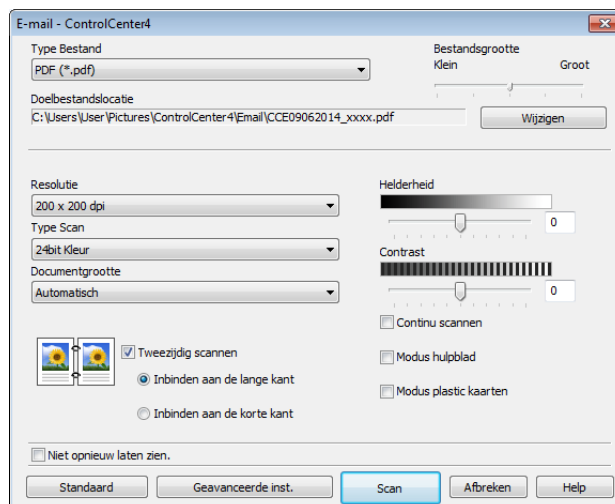 E-mail - ControlCenter4
Type Bestand
PDF (*.pdf)
Bestandsgrootte
Klein Groot
Doelbestandslocatie
C:\Users\User\Pictures\ControlCenter4\Email\CCE09062014_xxxx.pdf
Wijzigen
Resolutie
200 x 200 dpi
Type Scan
24bit Kleur
Documentgrootte
Automatisch
Helderheid
0
Contrast
0
Continu scannen
Modus hulpblad
Modus plastic kaarten
Tweezijdig scannen
Inbinden aan de lange kant
Inbinden aan de korte kant
Niet opnieuw laten zien.
Standaard Geavanceerde inst. Scan Afbreken Help